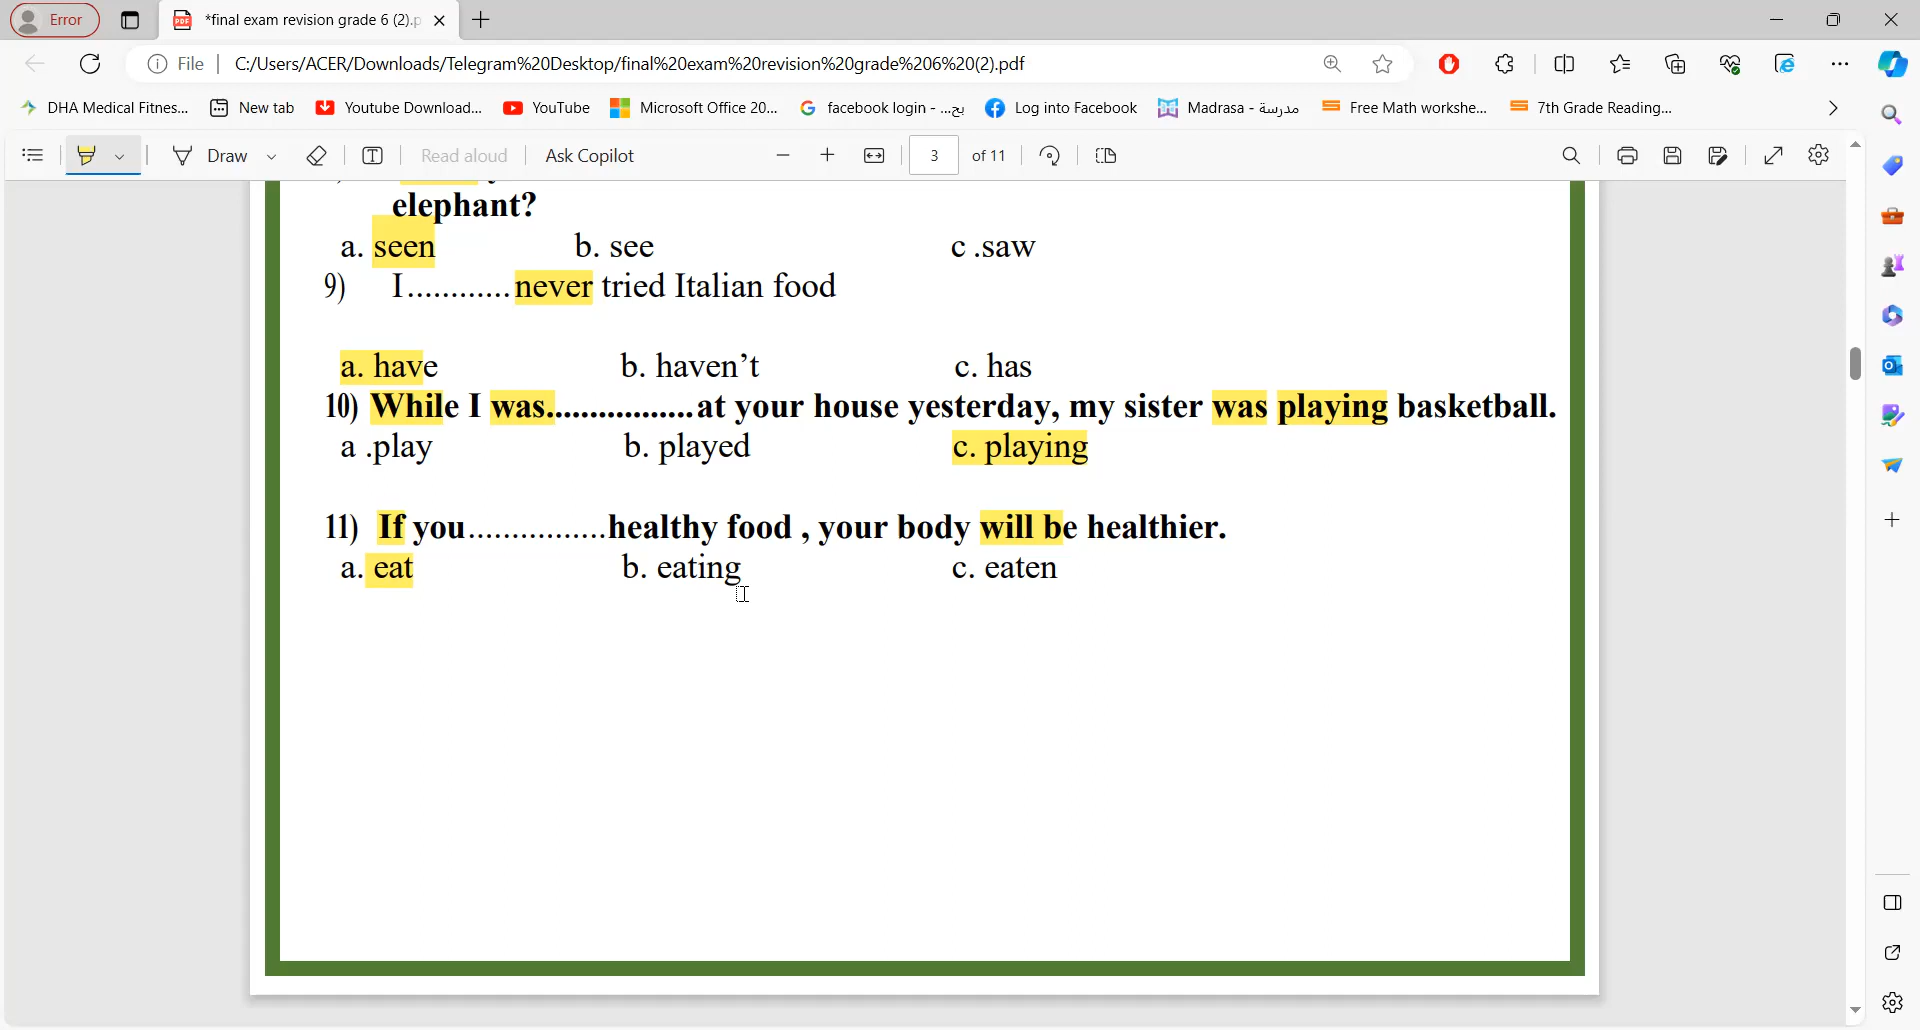 Error
*final exam revision grade 6 (2).p
File
C:/Users/ACER/Downloads/Telegram%20Desktop/final%20exam%20revision%20grade%206%20(2).pdf
DHA Medical Fitnes... New tab Youtube Download... YouTube Microsoft Office 20... facebook login - ...بح Log into Facebook Madrasa - مدرسة Free Math workshe... 7th Grade Reading...
Draw Read aloud Ask Copilot 3 of 11
elephant?
a. seen b. see c .saw
9) I............never tried Italian food
a. have b. haven’t c. has
10) While I was.................at your house yesterday, my sister was playing basketball.
a .play b. played c. playing
11) If you................healthy food , your body will be healthier.
a. eat b. eating c. eaten